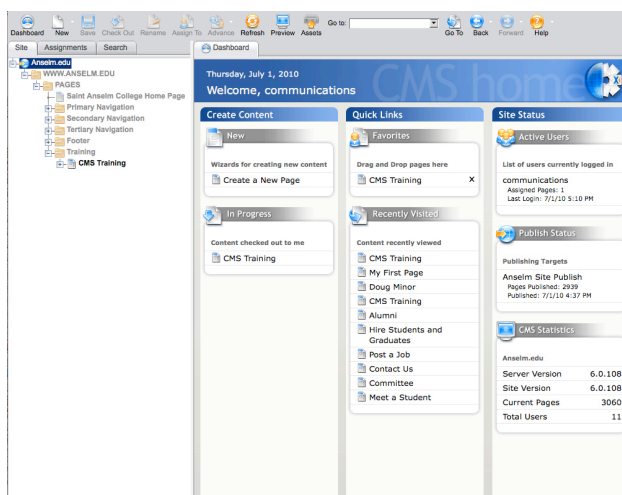 Go to:
Dashboard New Save Check Out Rename Assign To Advance Refresh Preview Assets Go To Back Forward Help
Site Assignments Search
Dashboard
Anselm.edu
WWW.ANSELM.EDU
PAGES
Saint Anselm College Home Page
Primary Navigation
Secondary Navigation
Tertiary Navigation
Footer
Training
CMS Training
Thursday, July 1, 2010
Welcome, communications
CMS home
Create Content
New
Wizards for creating new content
Create a New Page
In Progress
Content checked out to me
CMS Training
Quick Links
Favorites
Drag and Drop pages here
CMS Training X
Recently Visited
Content recently viewed
CMS Training
My First Page
Doug Minor
CMS Training
Alumni
Hire Students and
Graduates
Post a Job
Contact Us
Committee
Meet a Student
Site Status
Active Users
List of users currently logged in
communications
Assigned Pages: 1
Last Login: 7/1/10 5:10 PM
Publish Status
Publishing Targets
Anselm Site Publish
Pages Published: 2939
Published: 7/1/10 4:37 PM
CMS Statistics
Anselm.edu
Server Version 6.0.108
Site Version 6.0.108
Current Pages 3060
Total Users 11